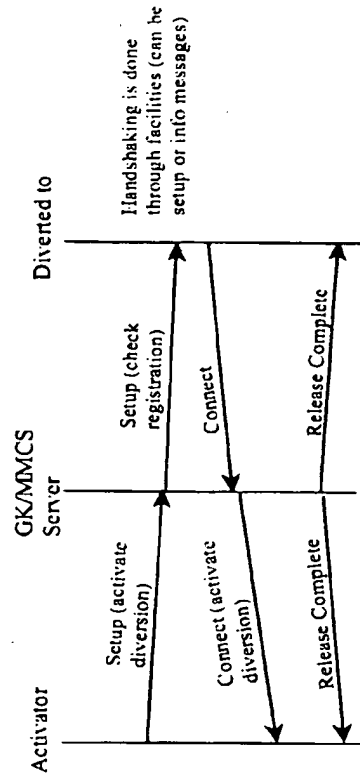 Activator
GK/MMCS
Server
Diverted to
Setup (activate
diversion)
Setup (check
registration)
Handshaking is done
through facilities (can be
setup or info messages)
Connect
Connect (activate
diversion)
Release Complete
Release Complete